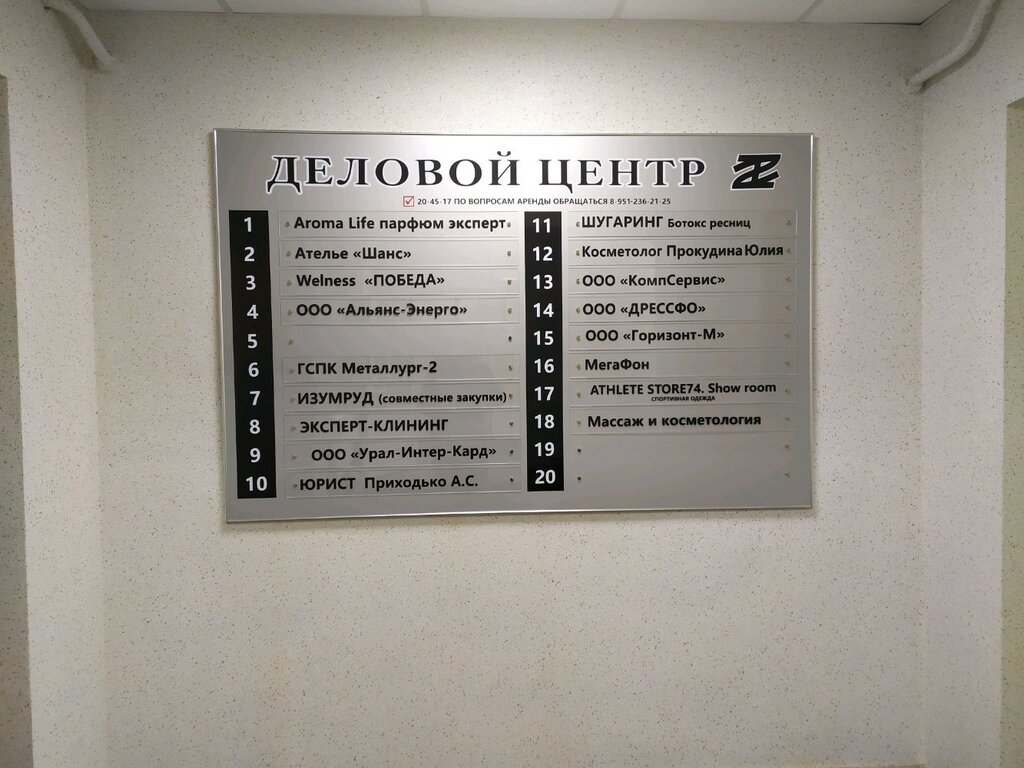 ДЕЛОВОЙ ЦЕНТР
20-45-17 ПО ВОПРОСАМ АРЕНДЫ ОБРАЩАТЬСЯ 8-951-236-21-25
1 Aroma Life парфюм эксперт
2 Ателье «Шанс»
3 Welness «ПОБЕДА»
4 ООО «Альянс-Энерго»
5
6 ГСПК Металлург-2
7 ИЗУМРУД (совместные закупки)
8 ЭКСПЕРТ-КЛИНИНГ
9 ООО «Урал-Интер-Кард»
10 ЮРИСТ Приходько А.С.
11 ШУГАРИНГ Ботокс ресниц
12 Косметолог Прокудина Юлия
13 ООО «КомпСервис»
14 ООО «ДРЕССФО»
15 ООО «Горизонт-М»
16 МегаФон
17 ATHLETE STORE74. Show room
СПОРТИВНАЯ ОДЕЖДА
18 Массаж и косметология
19
20